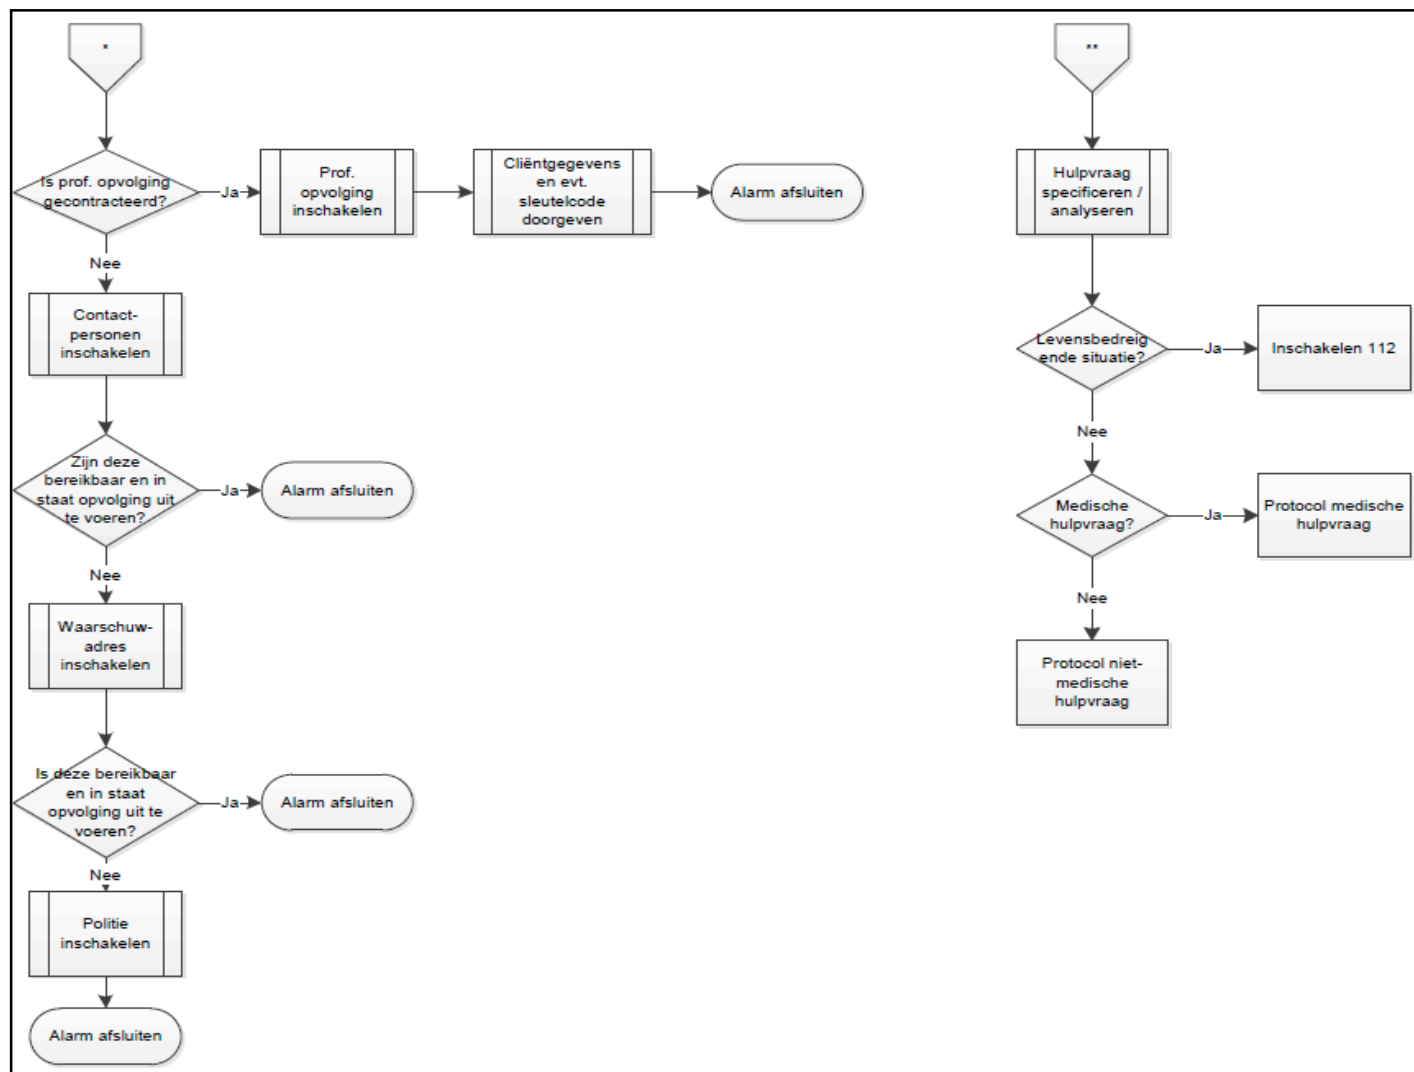 *
Is prof. opvolging
gecontracteerd?
Ja
Prof.
opvolging
inschakelen
Cliëntgegevens
en evt.
sleutelcode
doorgeven
Alarm afsluiten
Nee
Contact-
personen
inschakelen
Zijn deze
bereikbaar en in
staat opvolging uit
te voeren?
Ja
Alarm afsluiten
Nee
Waarschuw-
adres
inschakelen
Is deze bereikbaar
en in staat
opvolging uit te
voeren?
Ja
Alarm afsluiten
Nee
Politie
inschakelen
Alarm afsluiten
**
Hulpvraag
specificeren /
analyseren
Levensbedreig
ende situatie?
Ja
Inschakelen 112
Nee
Medische
hulpvraag?
Ja
Protocol medische
hulpvraag
Nee
Protocol niet-
medische
hulpvraag